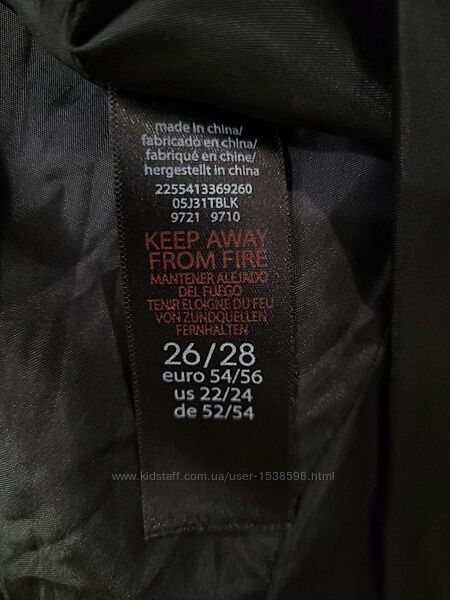 made in china/
fabricado en china/
fabriqué en china/
hergestellt in china
2255413369260
05J31TBLK
9721 9710
KEEP AWAY
FROM FIRE
MANTENER ALEJADO
DEL FUEGO
TENIR ELOIGNE DU FEU
VON ZUNDQUELLEN
FERNHALTEN
26/28
euro 54/56
us 22/24
de 52/54
www.kidstaff.com.ua/user-1538598.html